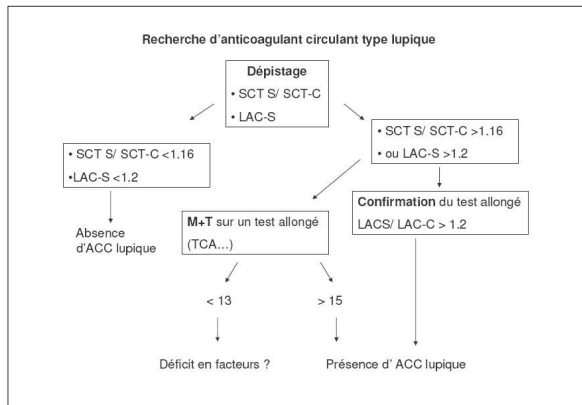 Recherche d'anticoagulant circulant type lupique
Dépistage
• SCT S/ SCT-C
• LAC-S
• SCT S/ SCT-C <1.16
•LAC-S <1.2
• SCT S/ SCT-C >1.16
• ou LAC-S >1.2
Absence
d'ACC lupique
M+T sur un test allongé
(TCA…)
Confirmation du test allongé
LACS/ LAC-C > 1.2
< 13
> 15
Déficit en facteurs ?
Présence d' ACC lupique